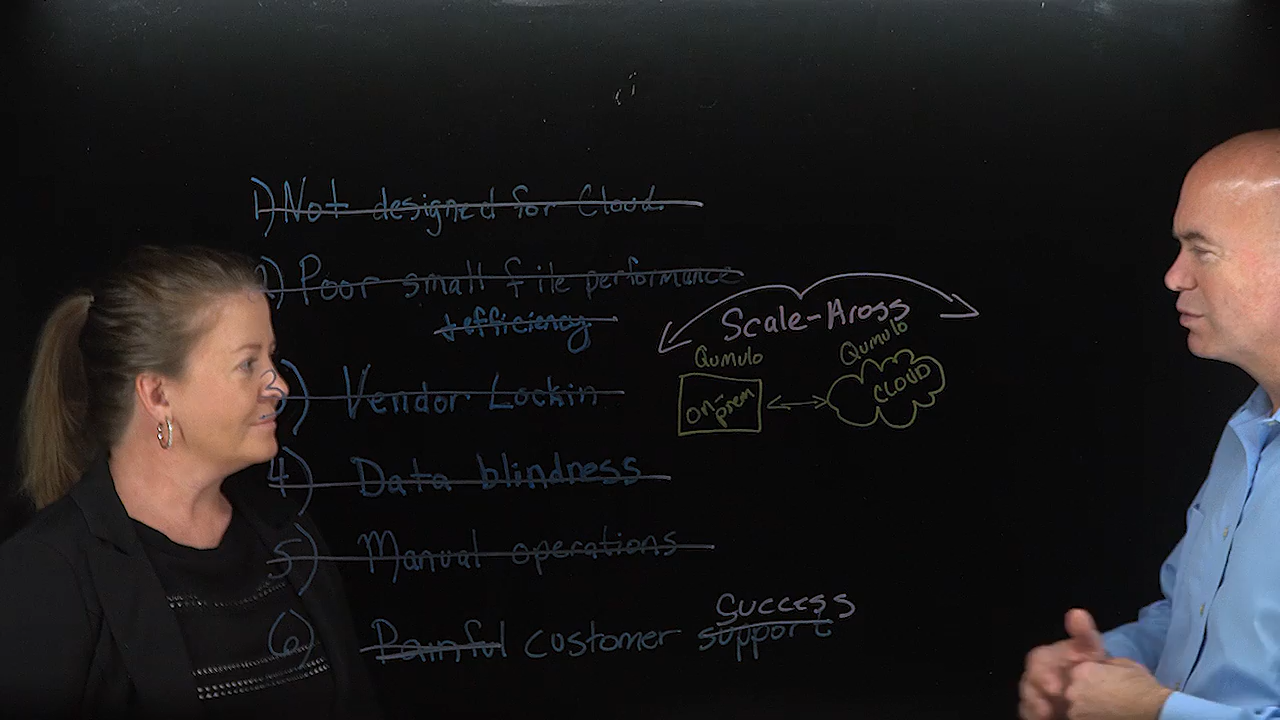 1) Not designed for Cloud.
2) Poor small file performance
+efficiency
Scale-Aross
Qumulo
Qumulo
3) Vendor Lockin
on-prem
CLOUD
4) Data blindness
5) Manual operations
success
6) Painful customer support